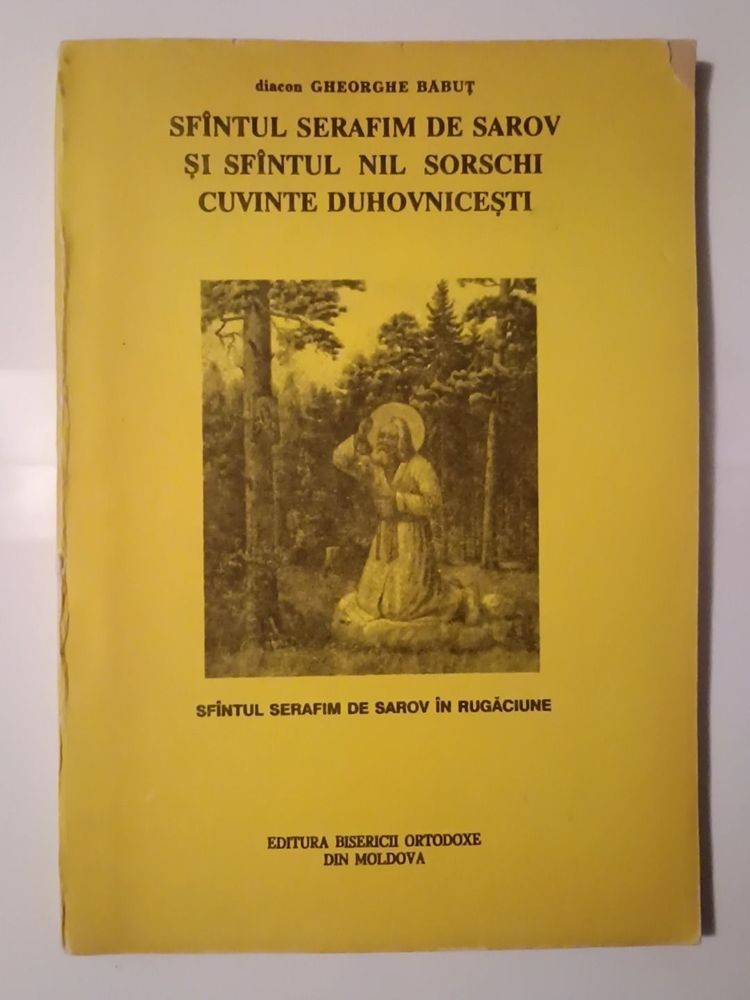 diacon GHEORGHE BĂBUȚ
SFÎNTUL SERAFIM DE SAROV
ȘI SFÎNTUL NIL SORSCHI
CUVINTE DUHOVNICEȘTI
SFÎNTUL SERAFIM DE SAROV ÎN RUGĂCIUNE
EDITURA BISERICII ORTODOXE
DIN MOLDOVA